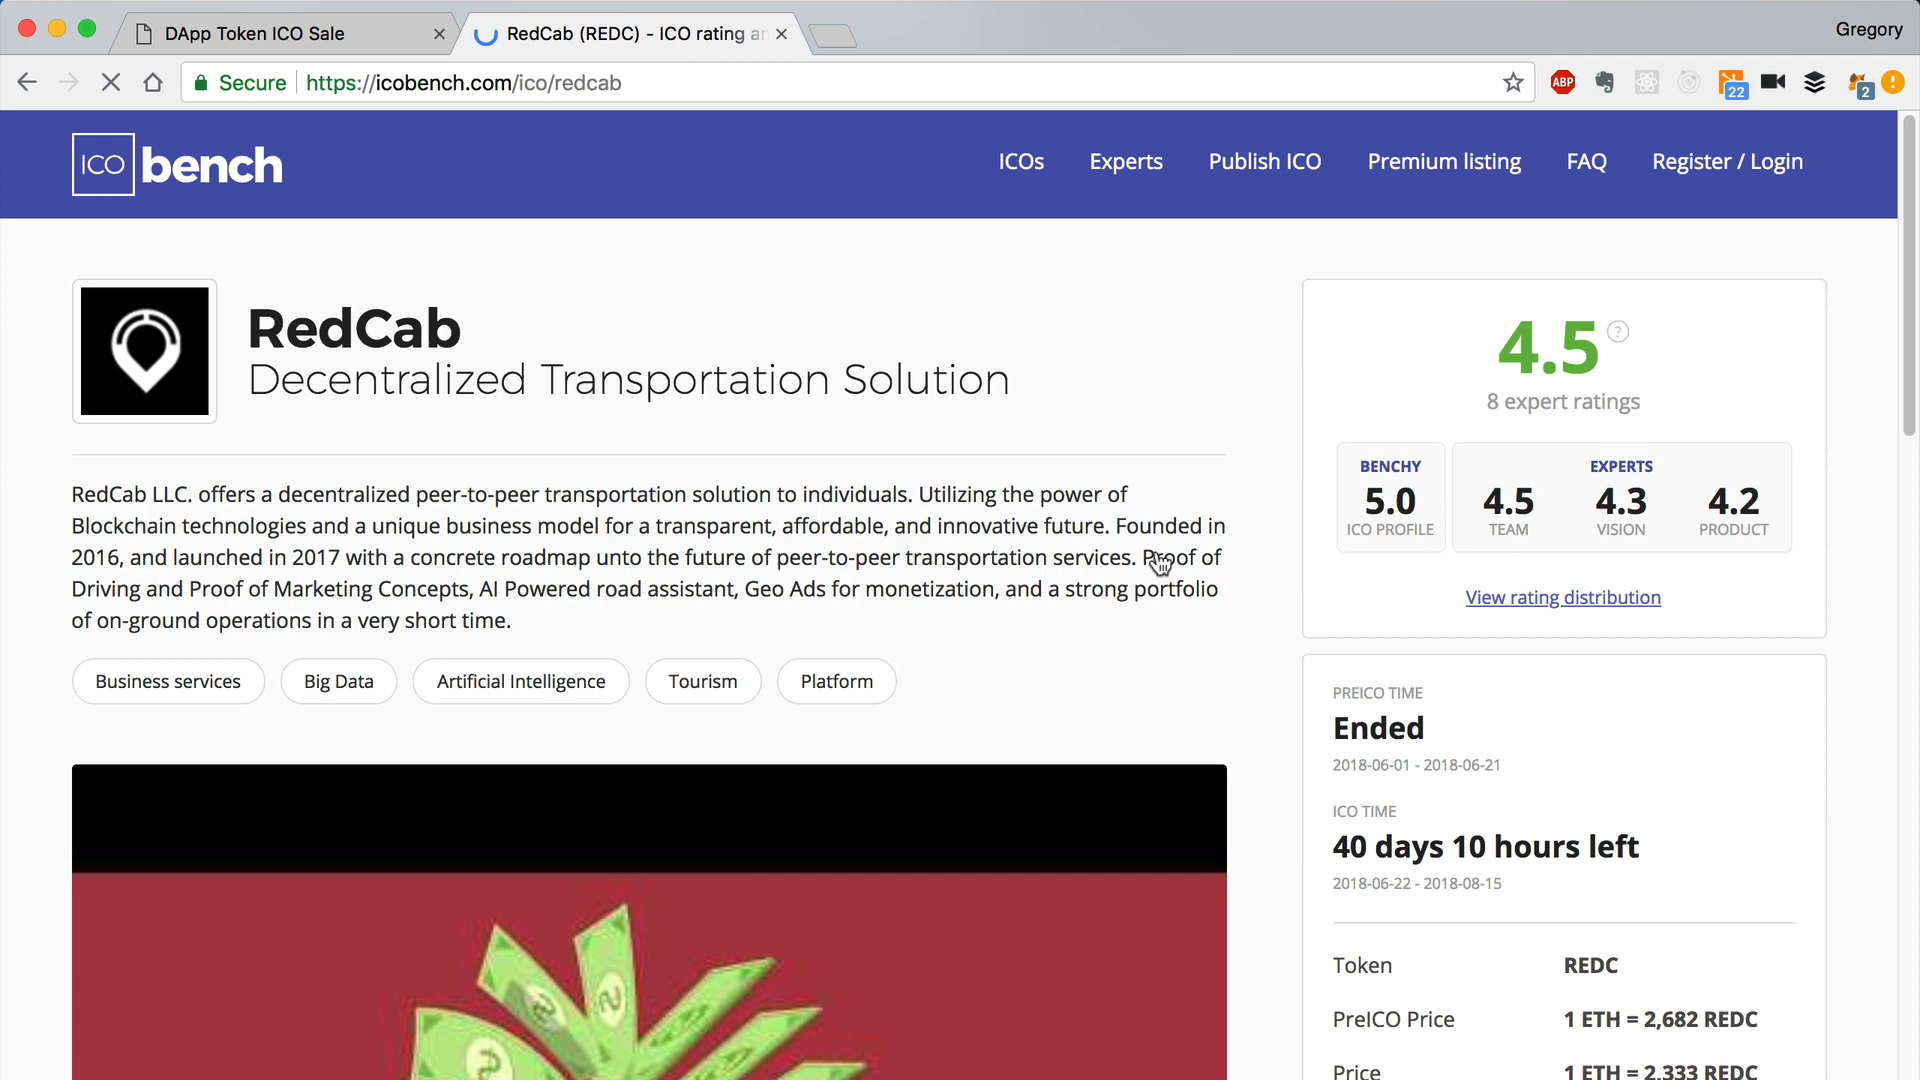 DApp Token ICO Sale
RedCab (REDC) - ICO rating ar
Gregory
Secure
https://icobench.com/ico/redcab
ABP
22
2
ICO bench
ICOs
Experts
Publish ICO
Premium listing
FAQ
Register / Login
RedCab
Decentralized Transportation Solution
RedCab LLC. offers a decentralized peer-to-peer transportation solution to individuals. Utilizing the power of
Blockchain technologies and a unique business model for a transparent, affordable, and innovative future. Founded in
2016, and launched in 2017 with a concrete roadmap unto the future of peer-to-peer transportation services. Proof of
Driving and Proof of Marketing Concepts, AI Powered road assistant, Geo Ads for monetization, and a strong portfolio
of on-ground operations in a very short time.
Business services
Big Data
Artificial Intelligence
Tourism
Platform
4.5
?
8 expert ratings
BENCHY
5.0
ICO PROFILE
EXPERTS
4.5 4.3 4.2
TEAM VISION PRODUCT
View rating distribution
PREICO TIME
Ended
2018-06-01 - 2018-06-21
ICO TIME
40 days 10 hours left
2018-06-22 - 2018-08-15
Token REDC
PreICO Price 1 ETH = 2,682 REDC
Price 1 ETH = 2,333 REDC